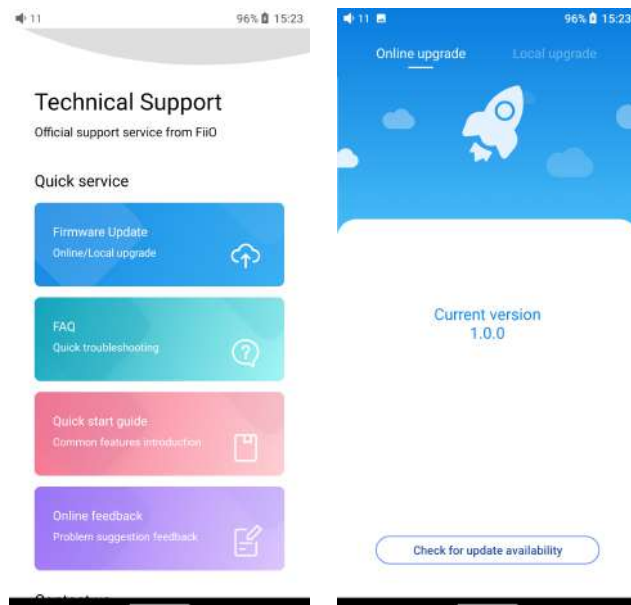 11 96% 15:23
Technical Support
Official support service from FiiO
Quick service
Firmware Update
Online/Local upgrade
FAQ
Quick troubleshooting
Quick start guide
Common features introduction
Online feedback
Problem suggestion feedback
11 96% 15:23
Online upgrade Local upgrade
Current version
1.0.0
Check for update availability